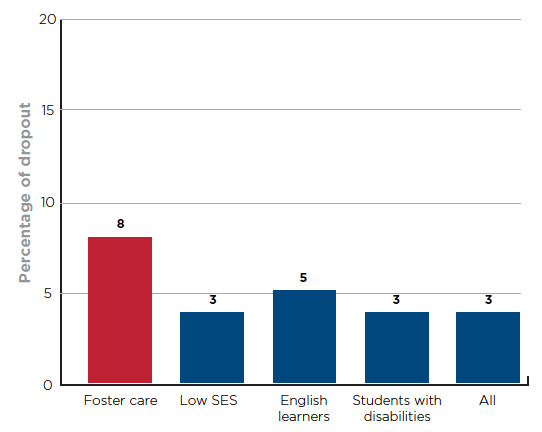 Percentage of dropout
20
15
10
5
0
8
3
5
3
3
Foster care
Low SES
English
learners
Students with
disabilities
All